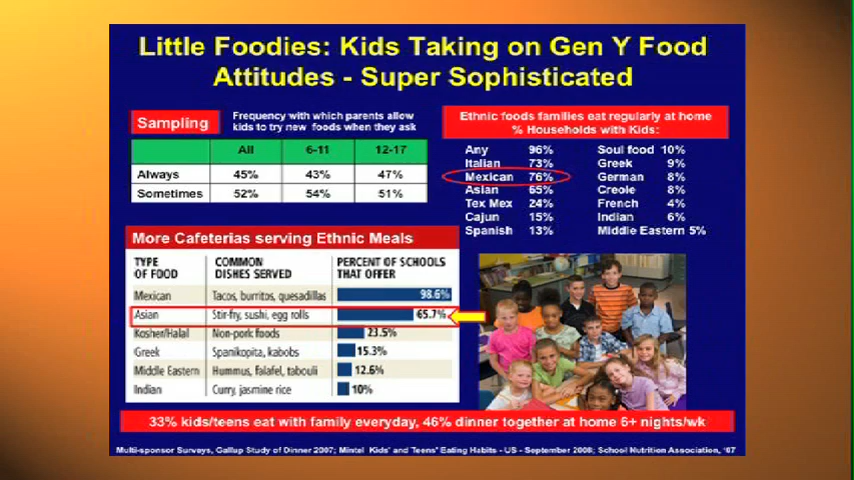 Little Foodies: Kids Taking on Gen Y Food
Attitudes - Super Sophisticated
Sampling
Frequency with which parents allow
kids to try new foods when they ask
All 6-11 12-17
Always 45% 43% 47%
Sometimes 52% 54% 51%
Ethnic foods families eat regularly at home
% Households with Kids:
Any 96% Soul food 10%
Italian 73% Greek 9%
Mexican 76% German 8%
Asian 65% Creole 8%
Tex Mex 24% French 4%
Cajun 15% Indian 6%
Spanish 13% Middle Eastern 5%
More Cafeterias serving Ethnic Meals
TYPE COMMON PERCENT OF SCHOOLS
OF FOOD DISHES SERVED THAT OFFER
Mexican Tacos, burritos, quesadillas 98.6%
Asian Stir-fry, sushi, egg rolls 65.7%
Kosher/Halal Non-pork foods 23.5%
Greek Spanikopita, kabobs 15.3%
Middle Eastern Hummus, falafel, tabouli 12.6%
Indian Curry, jasmine rice 10%
33% kids/teens eat with family everyday, 46% dinner together at home 6+ nights/wk
Multi-sponsor Surveys, Gallup Study of Dinner 2007; Mintel Kids' and Teens' Eating Habits - US - September 2008; School Nutrition Association, '07